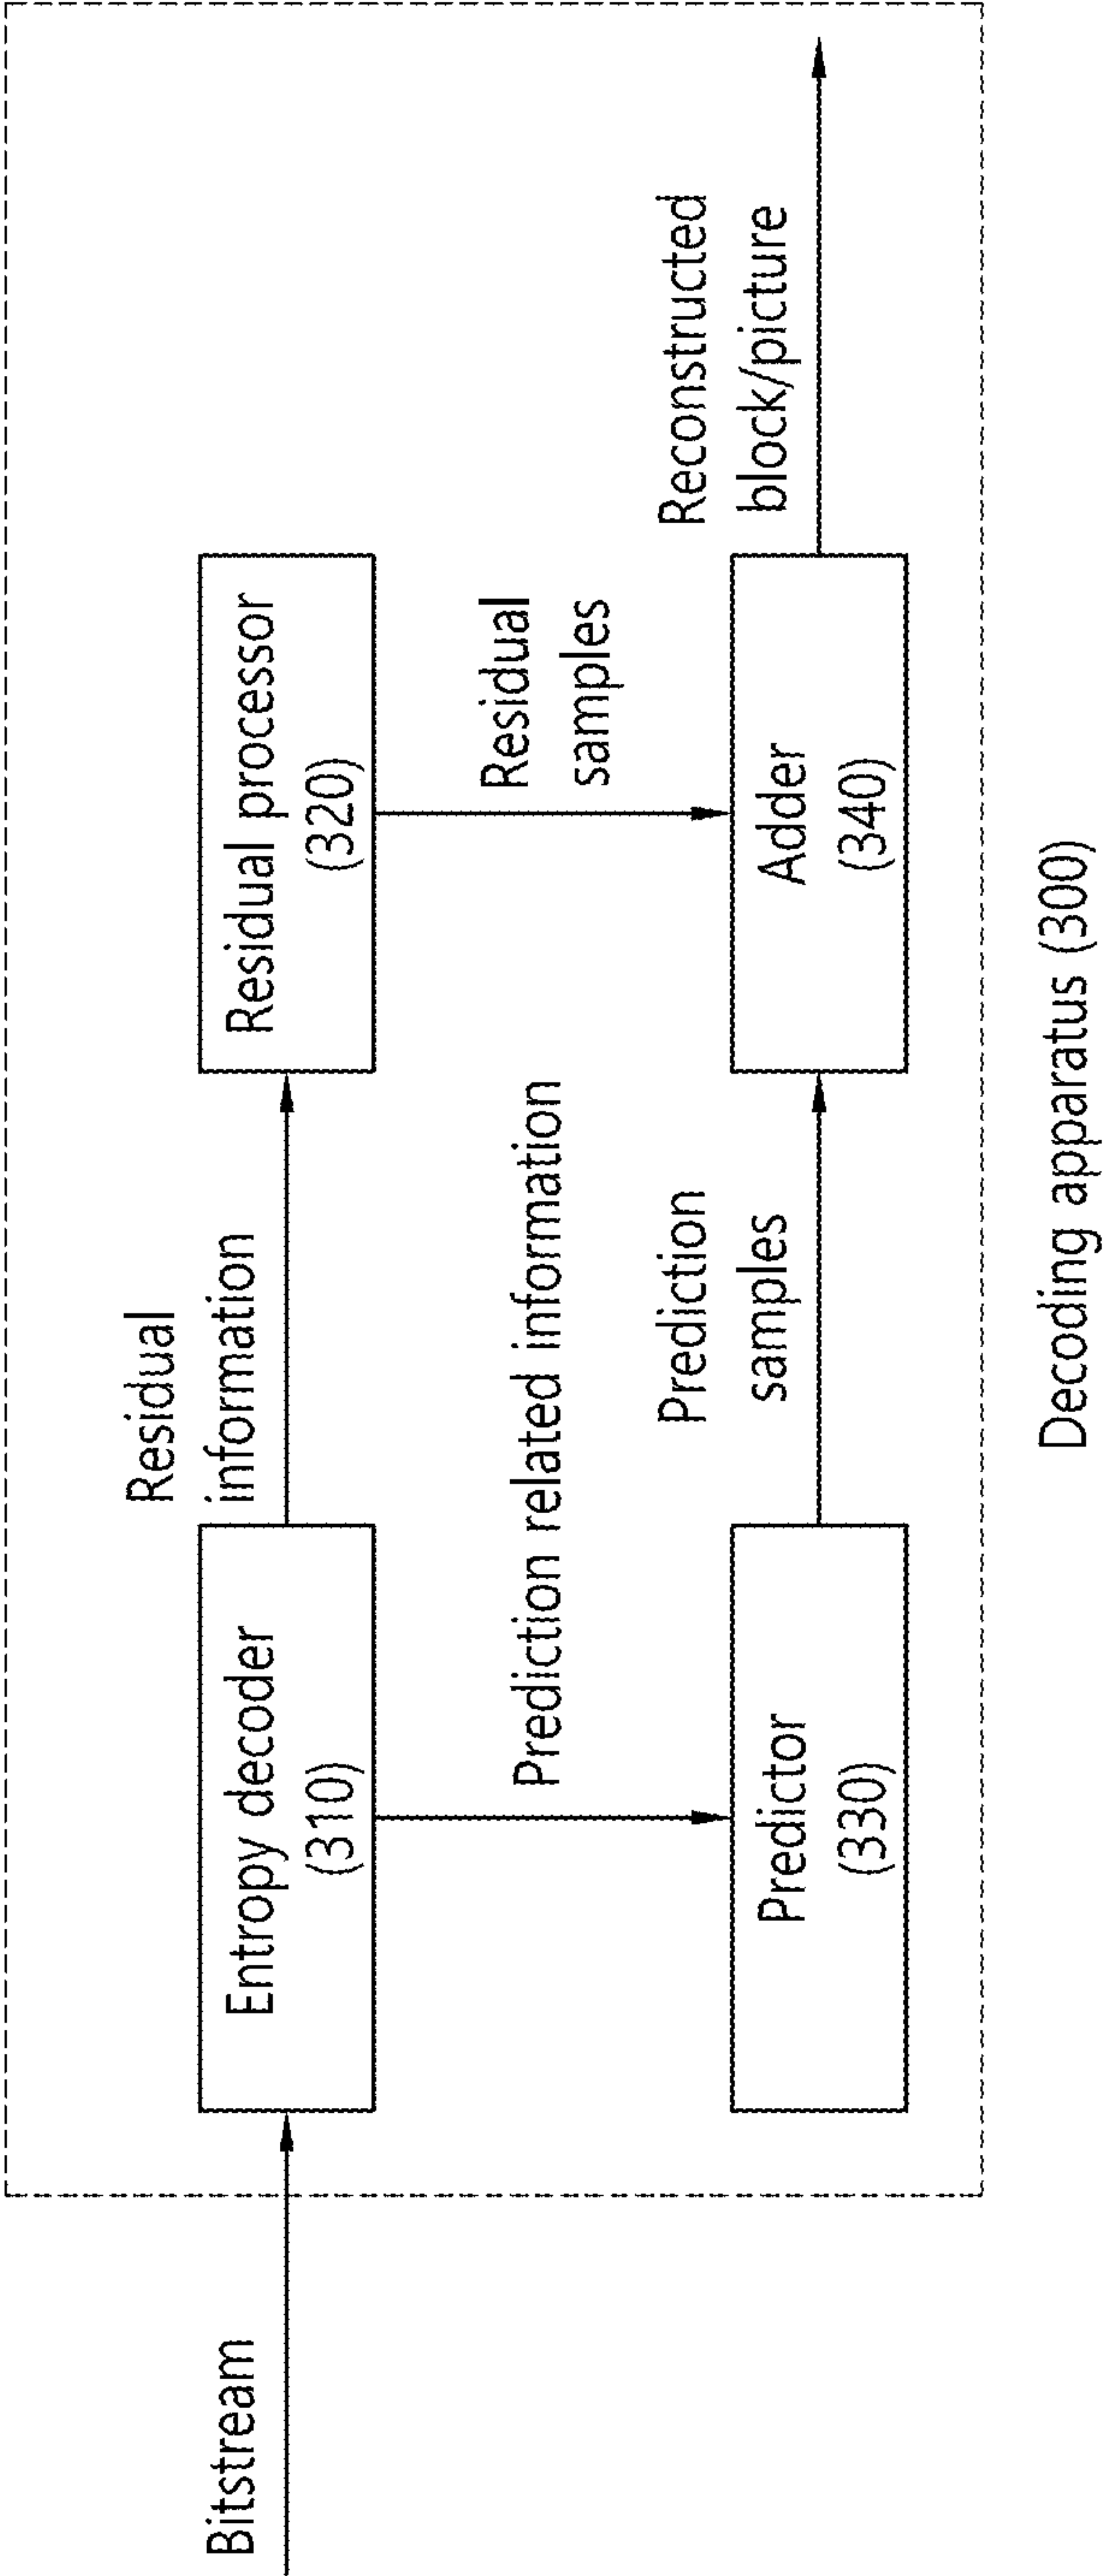 Bitstream
Entropy decoder
(310)
Residual
information
Residual processor
(320)
Prediction related information
Residual
samples
Predictor
(330)
Prediction
samples
Adder
(340)
Reconstructed
block/picture
Decoding apparatus (300)